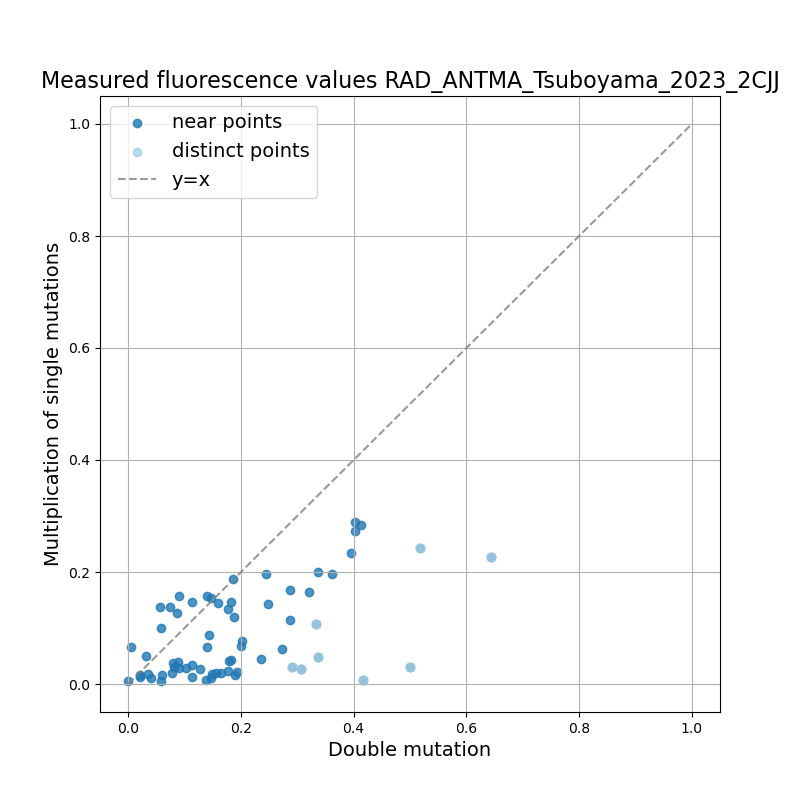 Measured fluorescence values RAD_ANTMA_Tsuboyama_2023_2CJJ
near points
distinct points
y=x
Multiplication of single mutations
1.0
0.8
0.6
0.4
0.2
0.0
0.0 0.2 0.4 0.6 0.8 1.0
Double mutation